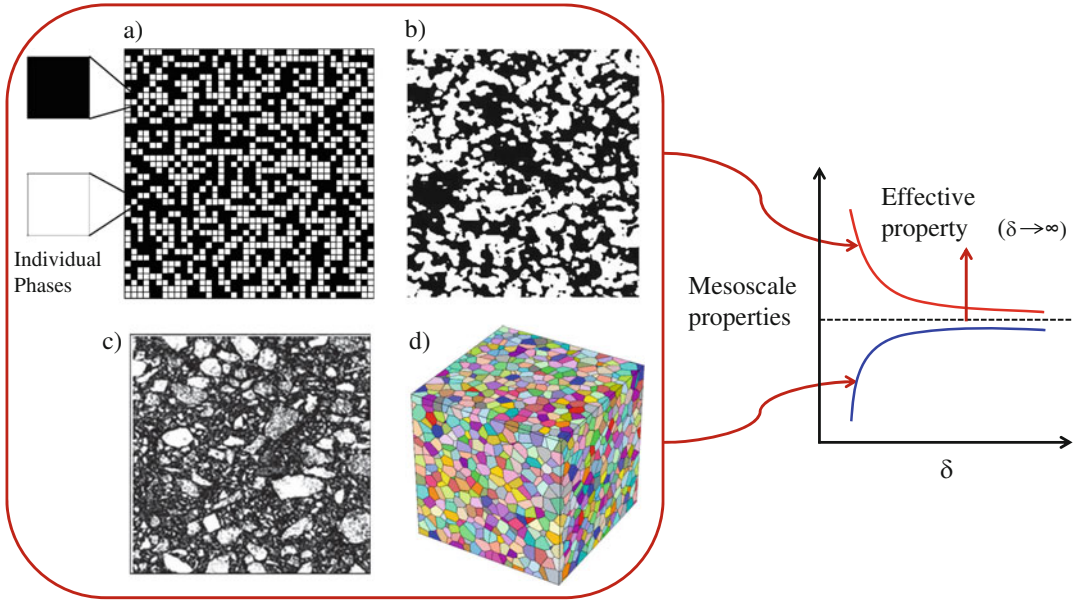 a)
b)
Individual
Phases
c)
d)
Mesoscale
properties
Effective
property
(δ→∞)
δ